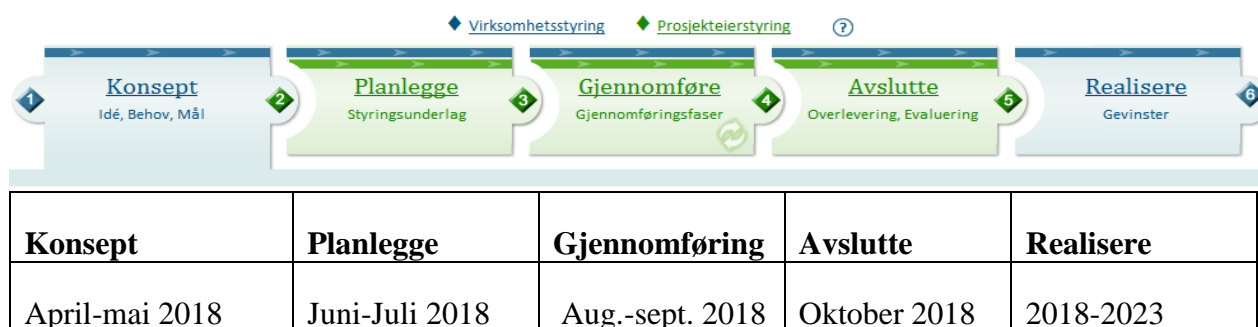 Virksomhetsstyring Prosjekteierstyring ?
Konsept Planlegge Gjennomføre Avslutte Realisere
1 Idé, Behov, Mål 2 Styringsunderlag 3 Gjennomføringsfaser 4 Overlevering, Evaluering 5 Gevinster 6
Konsept Planlegge Gjennomføring Avslutte Realisere
April-mai 2018 Juni-Juli 2018 Aug.-sept. 2018 Oktober 2018 2018-2023